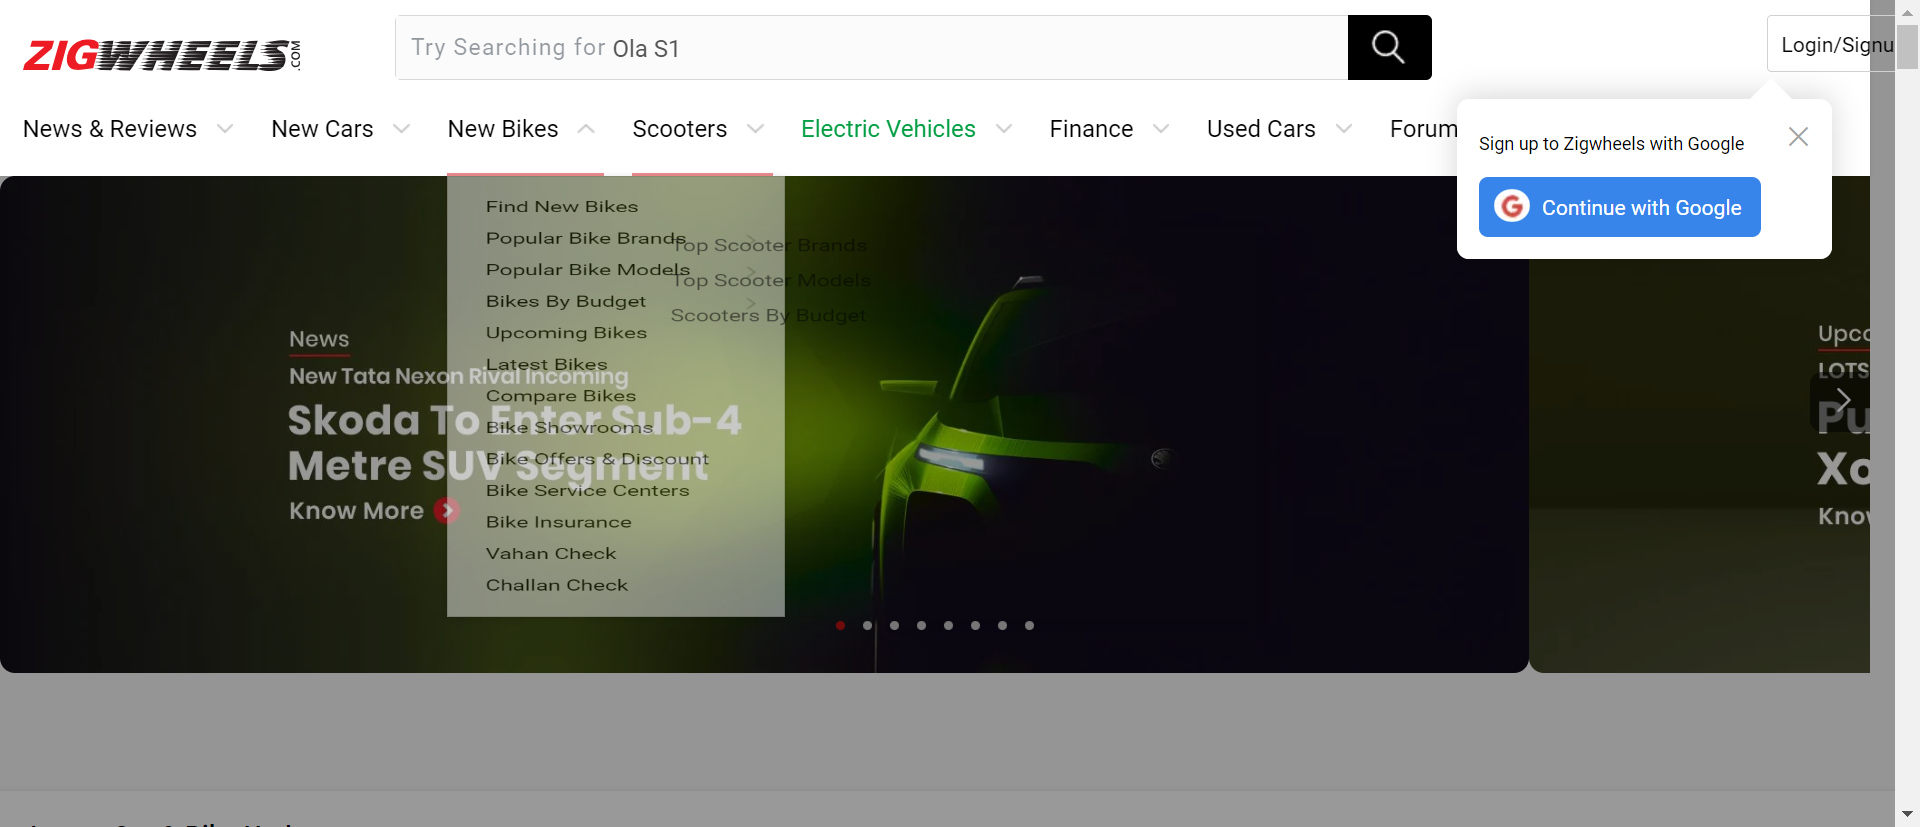 ZIGWHEELS.COM
Try Searching for Ola S1
Login/Signu
News & Reviews New Cars New Bikes Scooters Electric Vehicles Finance Used Cars Forum
Sign up to Zigwheels with Google
Continue with Google
Find New Bikes
Popular Bike Brands
Popular Bike Models
Bikes By Budget
Upcoming Bikes
Latest Bikes
Compare Bikes
Bike Showrooms
Bike Offers & Discount
Bike Service Centers
Bike Insurance
Vahan Check
Challan Check
Top Scooter Brands
Top Scooter Models
Scooters By Budget
News
New Tata Nexon Rival Incoming
Skoda To Enter Sub-4
Metre SUV Segment
Know More
Upco
LOTS
Pu
Xo
Know